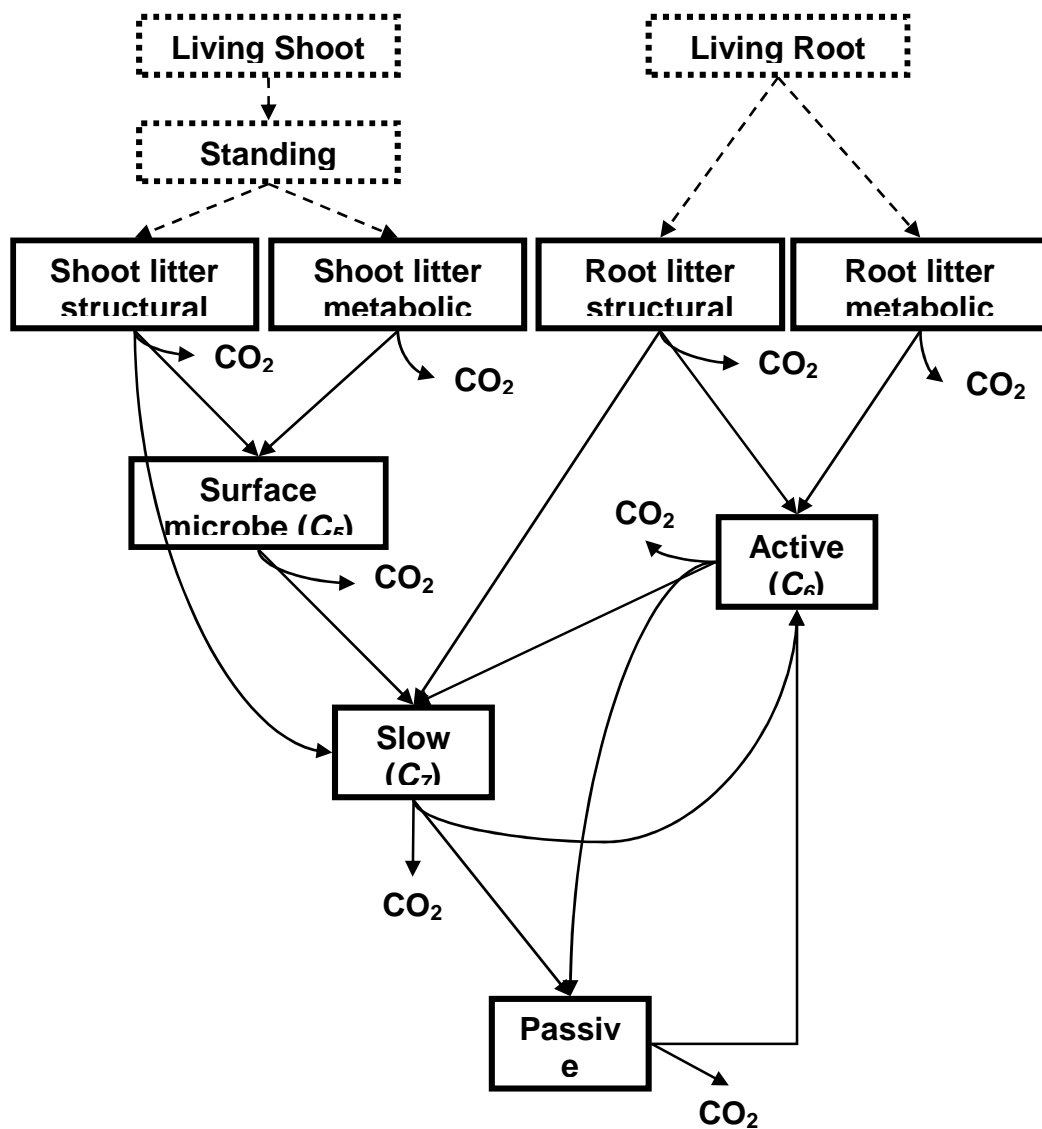 Living Shoot
Living Root
Standing
Shoot litter
structural
Shoot litter
metabolic
Root litter
structural
Root litter
metabolic
CO₂
CO₂
CO₂
CO₂
Surface
microbe (C₅)
CO₂
CO₂
Active
(C₆)
Slow
(C₇)
CO₂
Passiv
e
CO₂